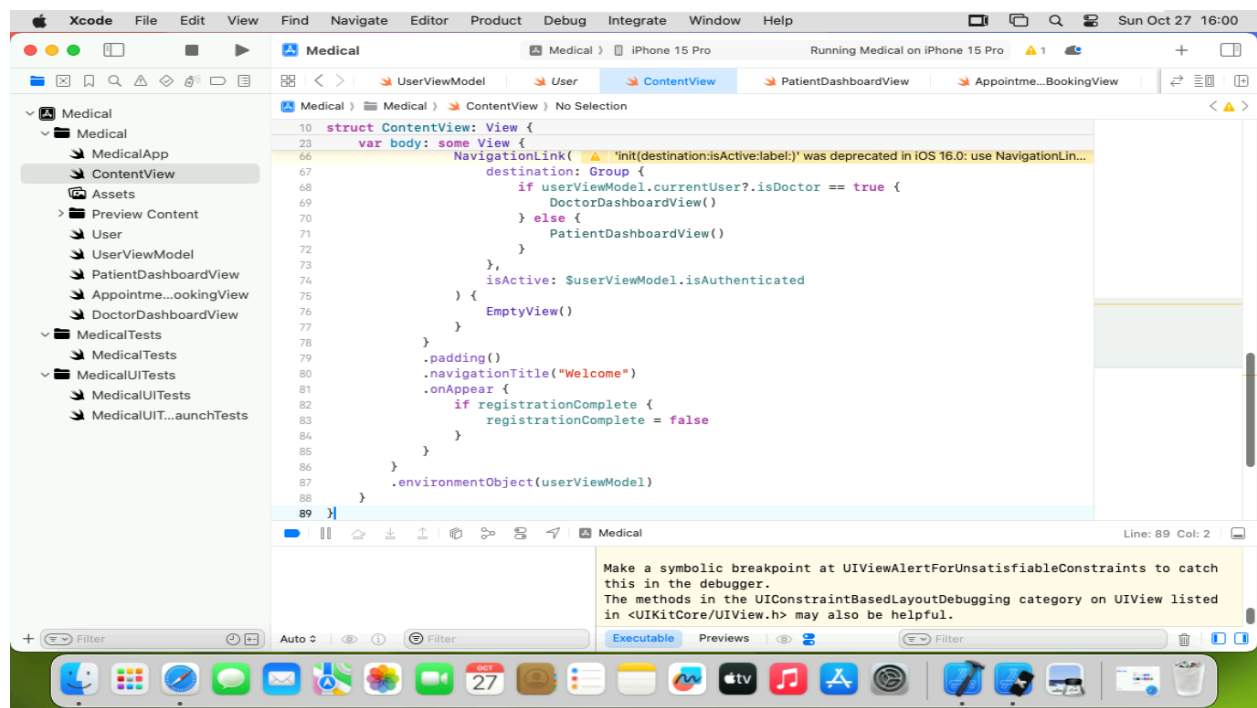 Xcode File Edit View Find Navigate Editor Product Debug Integrate Window Help Sun Oct 27 16:00
Medical Medical iPhone 15 Pro Running Medical on iPhone 15 Pro 1
UserViewModel User ContentView PatientDashboardView Appointme...BookingView
Medical Medical ContentView No Selection
Medical
Medical
MedicalApp
ContentView
Assets
Preview Content
User
UserViewModel
PatientDashboardView
Appointme...ookingView
DoctorDashboardView
MedicalTests
MedicalTests
MedicalUITests
MedicalUITests
MedicalUIT...aunchTests
Filter
10 struct ContentView: View {
23 var body: some View {
66 NavigationLink( 'init(destination:isActive:label:)' was deprecated in iOS 16.0: use NavigationLin...
67 destination: Group {
68 if userViewModel.currentUser?.isDoctor == true {
69 DoctorDashboardView()
70 } else {
71 PatientDashboardView()
72 }
73 },
74 isActive: $userViewModel.isAuthenticated
75 ) {
76 EmptyView()
77 }
78 }
79 .padding()
80 .navigationTitle("Welcome")
81 .onAppear {
82 if registrationComplete {
83 registrationComplete = false
84 }
85 }
86 }
87 .environmentObject(userViewModel)
88 }
89 }
Medical Line: 89 Col: 2
Make a symbolic breakpoint at UIViewAlertForUnsatisfiableConstraints to catch
this in the debugger.
The methods in the UIConstraintBasedLayoutDebugging category on UIView listed
in <UIKitCore/UIView.h> may also be helpful.
Auto Filter Executable Previews Filter
OCT
27
tv